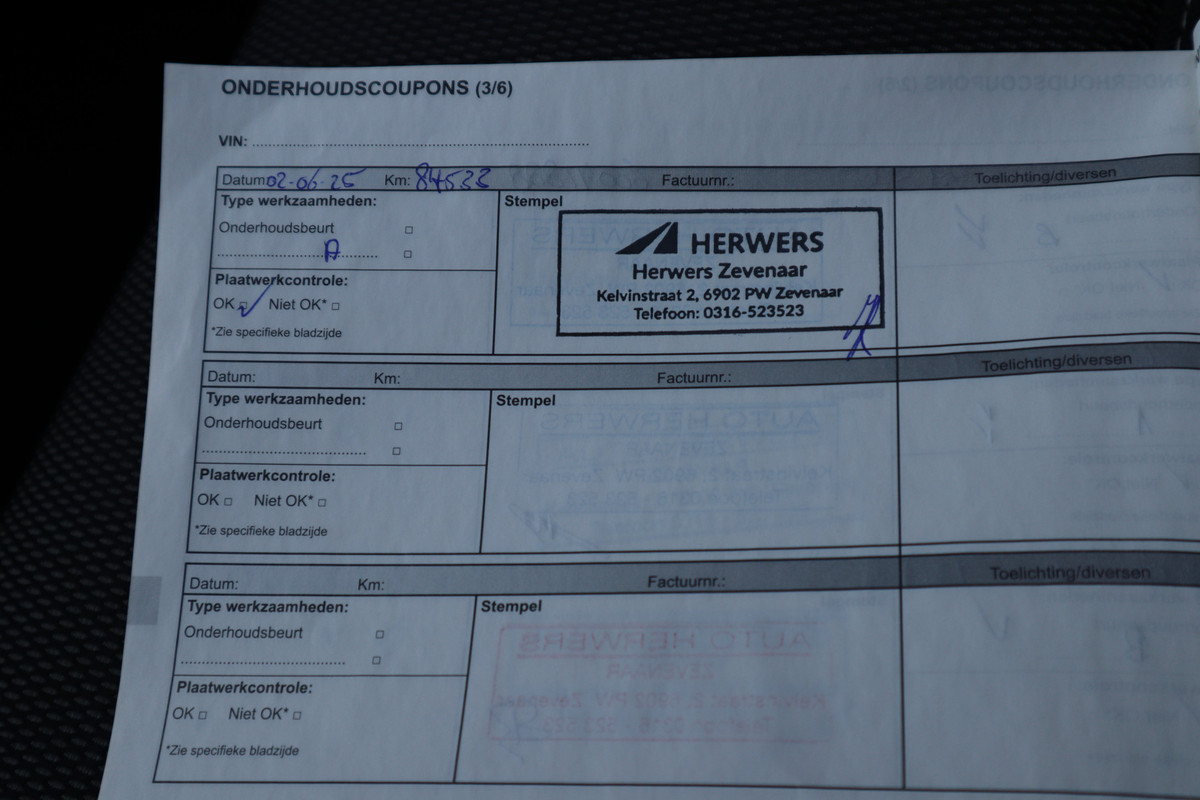 ONDERHOUDSCOUPONS (3/6)
VIN: ..........
Datum: 02-06-25 Km: 84533 Factuurnr.: Toelichting/diversen
Type werkzaamheden:
Onderhoudsbeurt
A
Plaatwerkcontrole:
OK Niet OK*
*Zie specifieke bladzijde
Stempel
HERWERS
Herwers Zevenaar
Kelvinstraat 2, 6902 PW Zevenaar
Telefoon: 0316-523523
Datum: Km: Factuurnr.: Toelichting/diversen
Type werkzaamheden:
Onderhoudsbeurt
Plaatwerkcontrole:
OK Niet OK*
*Zie specifieke bladzijde
Stempel
Datum: Km: Factuurnr.: Toelichting/diversen
Type werkzaamheden:
Onderhoudsbeurt
Plaatwerkcontrole:
OK Niet OK*
*Zie specifieke bladzijde
Stempel